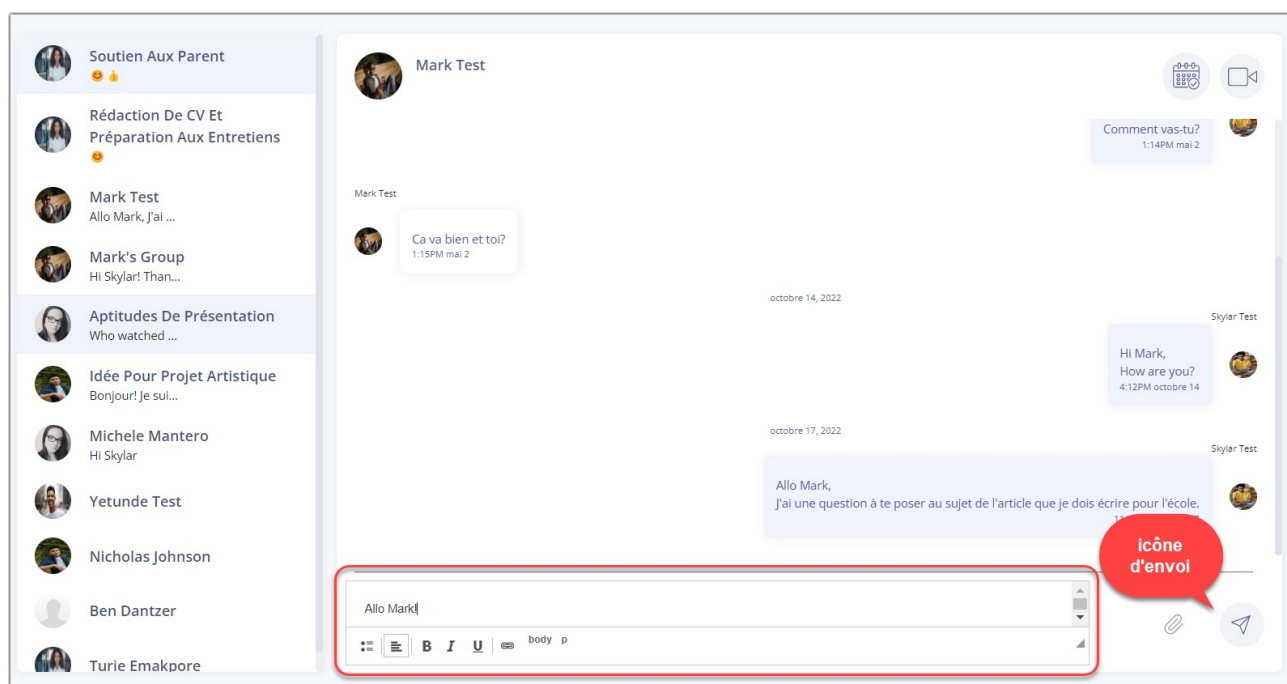 Soutien Aux Parent
Rédaction De CV Et
Préparation Aux Entretiens
Mark Test
Allo Mark, J'ai ...
Mark's Group
Hi Skylar! Than...
Aptitudes De Présentation
Who watched ...
Idée Pour Projet Artistique
Bonjour! Je sui...
Michele Mantero
Hi Skylar
Yetunde Test
Nicholas Johnson
Ben Dantzer
Turie Emakpore
Mark Test
Comment vas-tu?
1:14PM mai 2
Mark Test
Ca va bien et toi?
1:15PM mai 2
octobre 14, 2022
Skylar Test
Hi Mark,
How are you?
4:12PM octobre 14
octobre 17, 2022
Skylar Test
Allo Mark,
J'ai une question à te poser au sujet de l'article que je dois écrire pour l'école.
icône
d'envoi
Allo Mark!
B I U body p